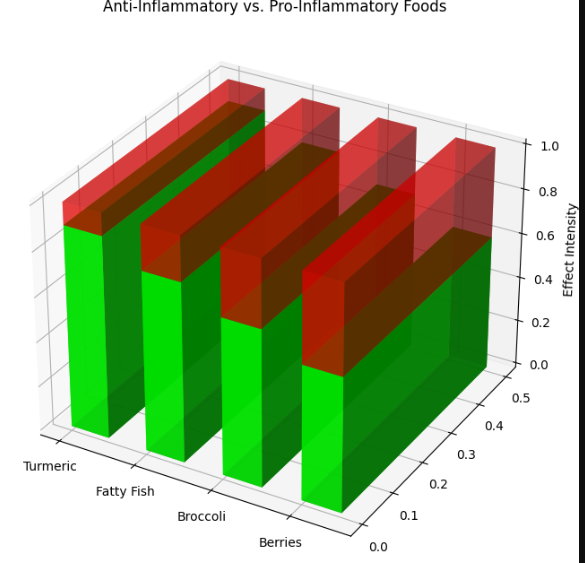 Anti-Inflammatory vs. Pro-Inflammatory Foods
1.0
0.8
0.6
0.4
0.2
0.0
Effect Intensity
0.5
0.4
0.3
0.2
0.1
0.0
Turmeric
Fatty Fish
Broccoli
Berries